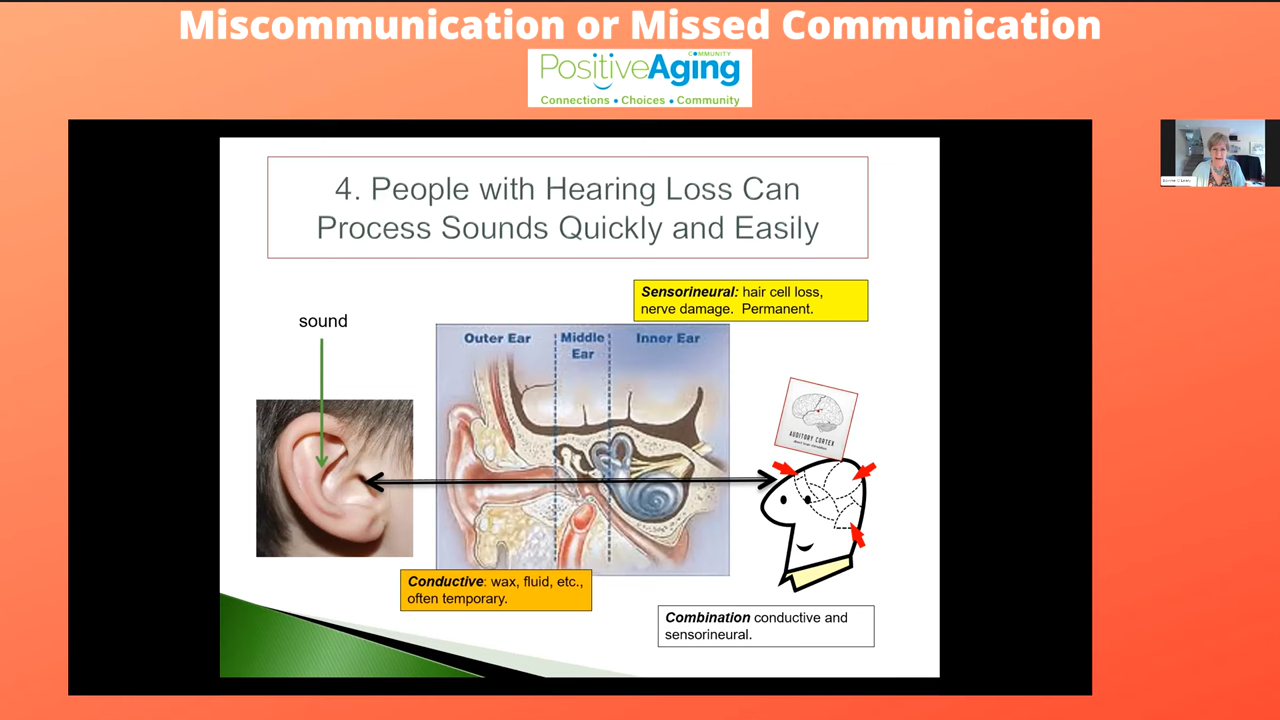 Miscommunication or Missed Communication
COMMUNITY
PositiveAging
Connections • Choices • Community
4. People with Hearing Loss Can
Process Sounds Quickly and Easily
Sensorineural: hair cell loss,
nerve damage. Permanent.
sound
Outer Ear
Middle
Ear
Inner Ear
AUDITORY CORTEX
Conductive: wax, fluid, etc.,
often temporary.
Combination conductive and
sensorineural.